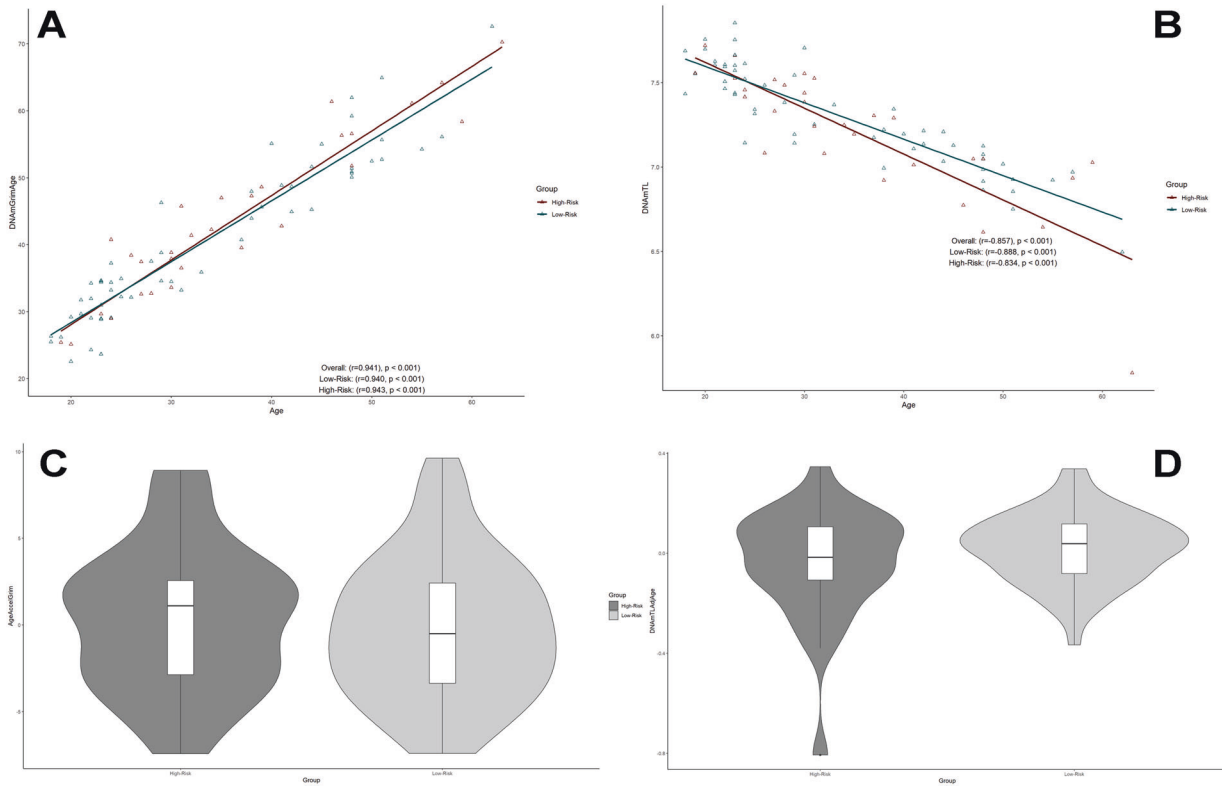 A
70
60
50
40
30
20
DNAmGrimAge
Group
High-Risk
Low-Risk
Overall: (r=0.941), p < 0.001)
Low-Risk: (r=0.940, p < 0.001)
High-Risk: (r=0.943, p < 0.001)
20
30
40
50
60
Age
B
7.5
7.0
6.5
6.0
DNAmTL
Group
High-Risk
Low-Risk
Overall: (r=-0.857), p < 0.001)
Low-Risk: (r=-0.888, p < 0.001)
High-Risk: (r=-0.834, p < 0.001)
20
30
40
50
60
Age
C
10
5
0
-5
AgeAccelGrim
High-Risk
Low-Risk
Group
Group
High-Risk
Low-Risk
D
0.4
0.0
-0.4
-0.8
DNAmTLAdjAge
High-Risk
Low-Risk
Group